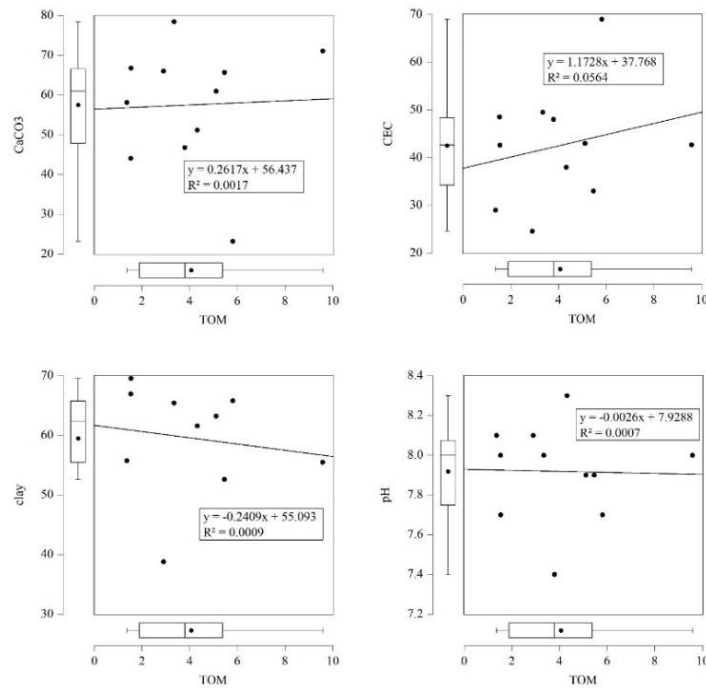 80
70
60
50
40
30
20
CaCO3
y = 0.2617x + 56.437
R² = 0.0017
0 2 4 6 8 10
TOM
70
60
50
40
30
20
CEC
y = 1.1728x + 37.768
R² = 0.0564
0 2 4 6 8 10
TOM
70
60
50
40
30
clay
y = -0.2409x + 55.093
R² = 0.0009
0 2 4 6 8 10
TOM
8.4
8.2
8.0
7.8
7.6
7.4
7.2
pH
y = -0.0026x + 7.9288
R² = 0.0007
0 2 4 6 8 10
TOM